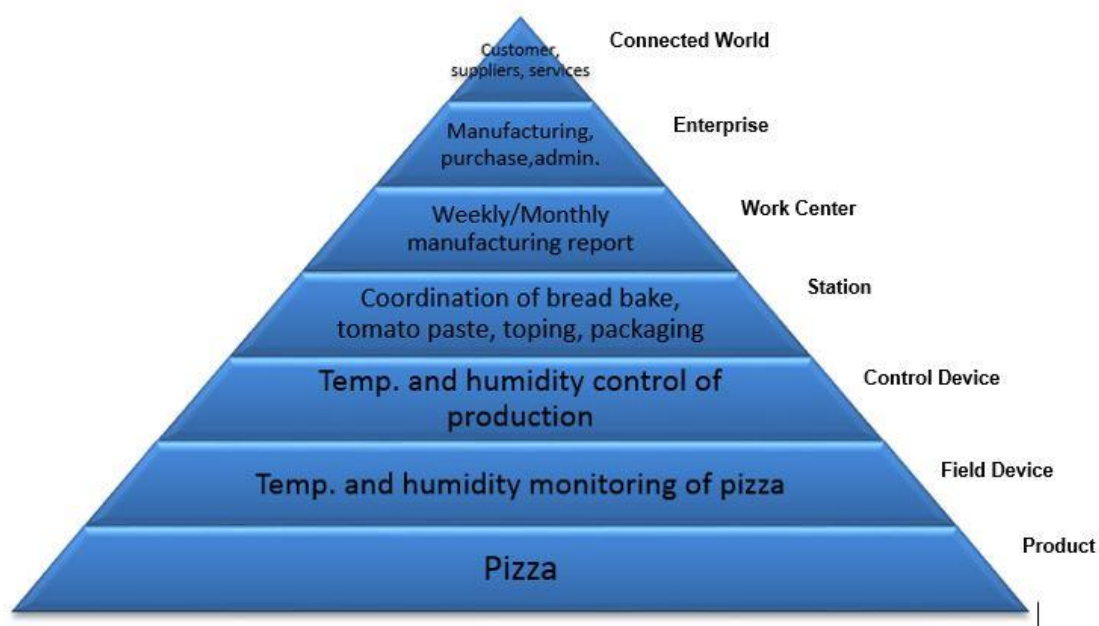 Customer,
suppliers, services
Connected World
Manufacturing,
purchase,admin.
Enterprise
Weekly/Monthly
manufacturing report
Work Center
Coordination of bread bake,
tomato paste, toping, packaging
Station
Temp. and humidity control of
production
Control Device
Temp. and humidity monitoring of pizza
Field Device
Pizza
Product